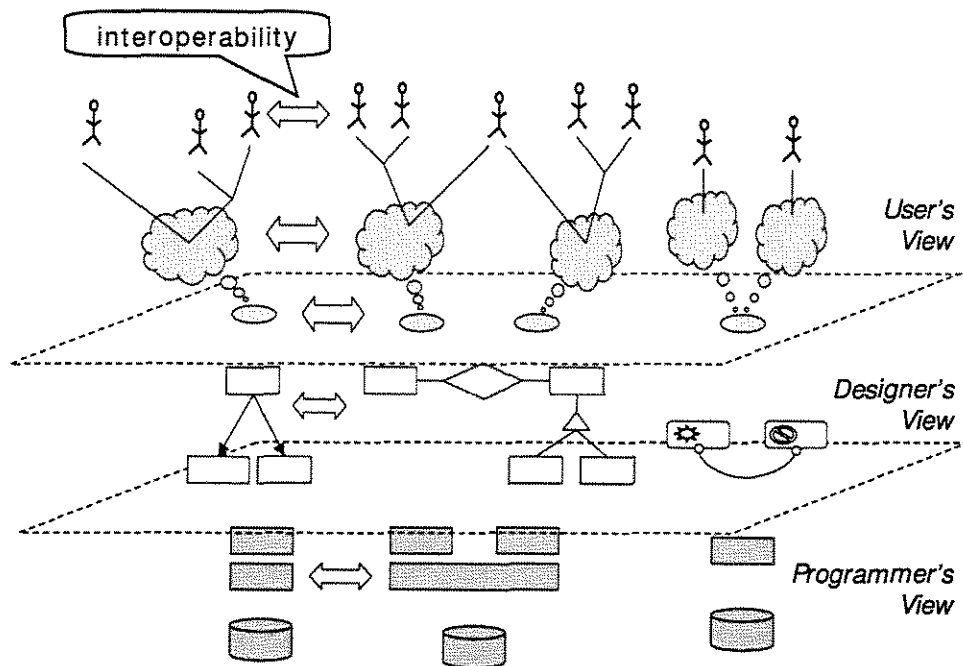 interoperability
User's
View
Designer's
View
Programmer's
View